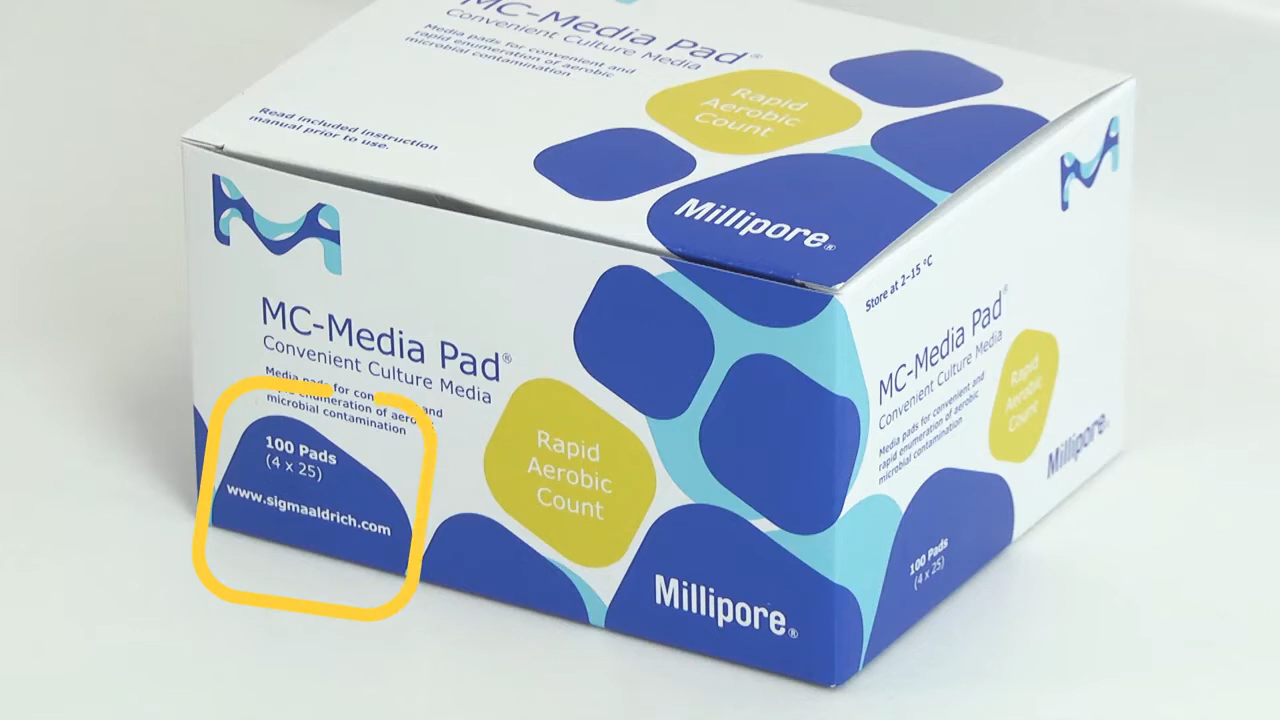 MC-Media Pad®
Convenient Culture Media
Media pads for convenient and
rapid enumeration of aerobic
microbial contamination
Read included instruction
manual prior to use.
Rapid
Aerobic
Count
Millipore®
MC-Media Pad®
Convenient Culture Media
Media pads for convenient and
rapid enumeration of aerobic
microbial contamination
100 Pads
(4 x 25)
www.sigmaaldrich.com
Rapid
Aerobic
Count
Millipore®
Store at 2–15 °C
MC-Media Pad®
Convenient Culture Media
Media pads for convenient and
rapid enumeration of aerobic
microbial contamination
Rapid
Aerobic
Count
Millipore®
100 Pads
(4 x 25)